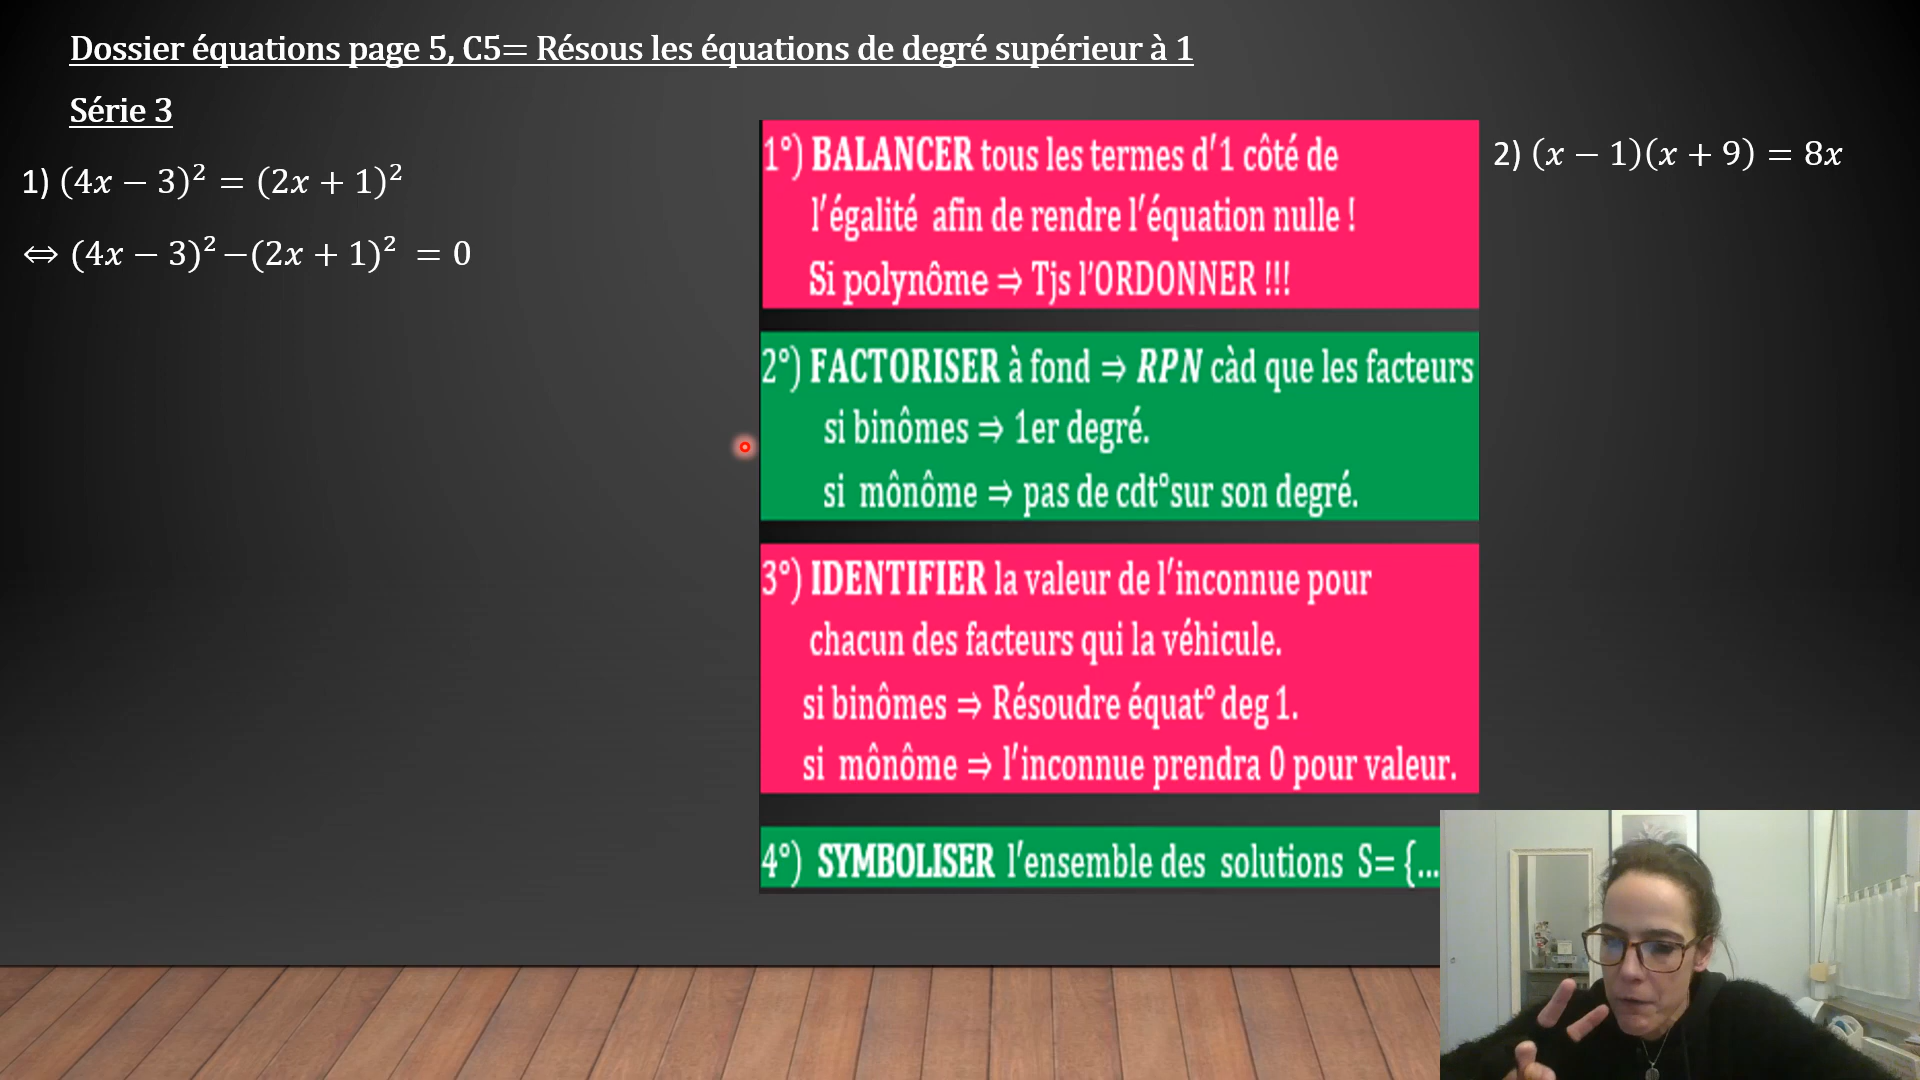 Dossier équations page 5, C5= Résous les équations de degré supérieur à 1
Série 3
1) (4x − 3)² = (2x + 1)²
⇔ (4x − 3)² −(2x + 1)² = 0
1°) BALANCER tous les termes d'1 côté de
l'égalité afin de rendre l'équation nulle !
Si polynôme ⇒ Tjs l'ORDONNER !!!
2°) FACTORISER à fond ⇒ RPN càd que les facteurs
si binômes ⇒ 1er degré.
si mônôme ⇒ pas de cdt°sur son degré.
3°) IDENTIFIER la valeur de l'inconnue pour
chacun des facteurs qui la véhicule.
si binômes ⇒ Résoudre équat° deg 1.
si mônôme ⇒ l'inconnue prendra 0 pour valeur.
4°) SYMBOLISER l'ensemble des solutions S= {...
2) (x − 1)(x + 9) = 8x